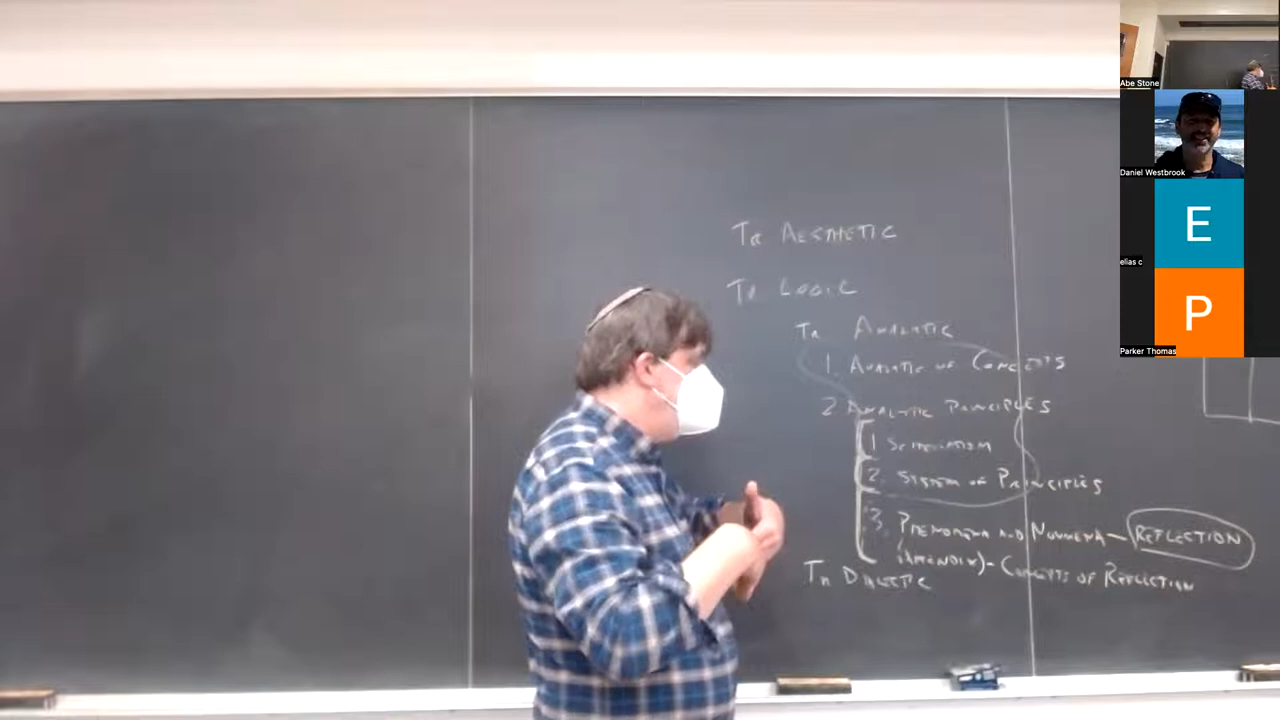 Tr Aesthetic
Tr Logic
Tr Analytic
1. Analytic of Concepts
2 Analytic Principles
1 Schematism
2. System of Principles
3. Phenomena and Noumena - Reflection
(Appendix) - Concepts of Reflection
Tr Dialectic
Abe Stone
Daniel Westbrook
E
elias c
P
Parker Thomas